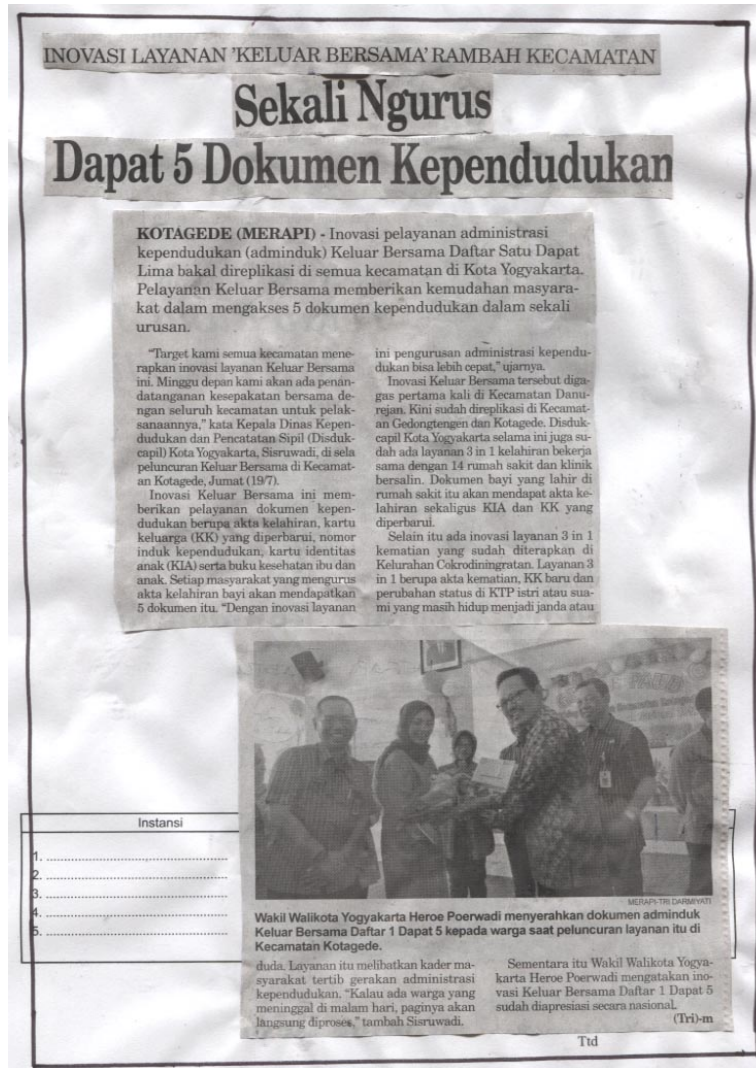 INOVASI LAYANAN 'KELUAR BERSAMA' RAMBAH KECAMATAN
Sekali Ngurus
Dapat 5 Dokumen Kependudukan
KOTAGEDE (MERAPI) - Inovasi pelayanan administrasi
kependudukan (adminduk) Keluar Bersama Daftar Satu Dapat
Lima bakal direplikasi di semua kecamatan di Kota Yogyakarta.
Pelayanan Keluar Bersama memberikan kemudahan masyara-
kat dalam mengakses 5 dokumen kependudukan dalam sekali
urusan.
"Target kami semua kecamatan mene-
rapkan inovasi layanan Keluar Bersama
ini. Minggu depan kami akan ada penan-
datanganan kesepakatan bersama de-
ngan seluruh kecamatan untuk pelak-
sanaannya," kata Kepala Dinas Kepen-
dudukan dan Pencatatan Sipil (Disduk-
capil) Kota Yogyakarta, Sisruwadi, di sela
peluncuran Keluar Bersama di Kecamat-
an Kotagede, Jumat (19/7).
Inovasi Keluar Bersama ini mem-
berikan pelayanan dokumen kepen-
dudukan berupa akta kelahiran, kartu
keluarga (KK) yang diperbarui, nomor
induk kependudukan, kartu identitas
anak (KIA) serta buku kesehatan ibu dan
anak. Setiap masyarakat yang mengurus
akta kelahiran bayi akan mendapatkan
5 dokumen itu. "Dengan inovasi layanan
ini pengurusan administrasi kependu-
dukan bisa lebih cepat," ujarnya.
Inovasi Keluar Bersama tersebut diga-
gas pertama kali di Kecamatan Danu-
rejan. Kini sudah direplikasi di Kecamat-
an Gedongtengen dan Kotagede. Disduk-
capil Kota Yogyakarta selama ini juga su-
dah ada layanan 3 in 1 kelahiran bekerja
sama dengan 14 rumah sakit dan klinik
bersalin. Dokumen bayi yang lahir di
rumah sakit itu akan mendapat akta ke-
lahiran sekaligus KIA dan KK yang
diperbarui.
Selain itu ada inovasi layanan 3 in 1
kematian yang sudah diterapkan di
Kelurahan Cokrodiningratan. Layanan 3
in 1 berupa akta kematian, KK baru dan
perubahan status di KTP istri atau sua-
mi yang masih hidup menjadi janda atau
Instansi
1. ......................................................
2. ......................................................
3. ......................................................
4. ......................................................
5. ......................................................
MERAPI-TRI DARMIYATI
Wakil Walikota Yogyakarta Heroe Poerwadi menyerahkan dokumen adminduk
Keluar Bersama Daftar 1 Dapat 5 kepada warga saat peluncuran layanan itu di
Kecamatan Kotagede.
duda. Layanan itu melibatkan kader ma-
syarakat tertib gerakan administrasi
kependudukan. "Kalau ada warga yang
meninggal di malam hari, paginya akan
langsung diproses," tambah Sisruwadi.
Sementara itu Wakil Walikota Yogya-
karta Heroe Poerwadi mengatakan ino-
vasi Keluar Bersama Daftar 1 Dapat 5
sudah diapresiasi secara nasional.
(Tri)-m
Ttd